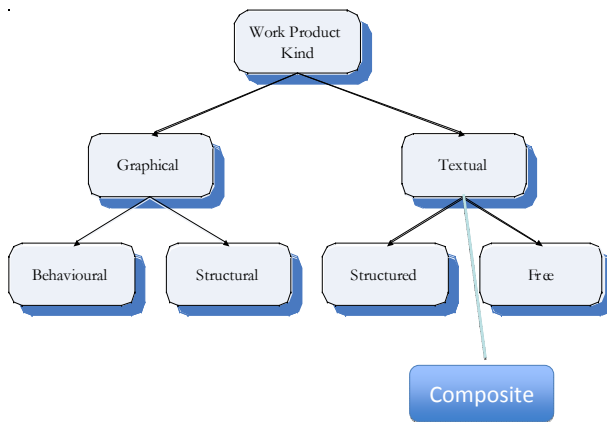 Work Product
Kind
Graphical
Textual
Behavioural
Structural
Structured
Free
Composite